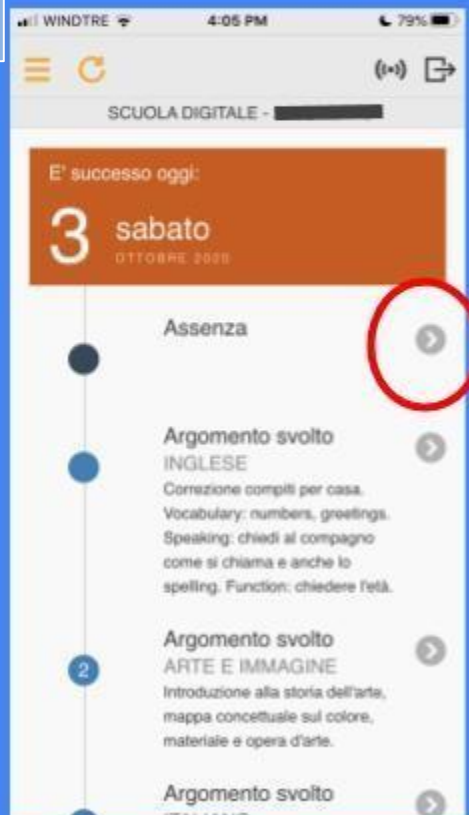 WINDTRE 4:05 PM 79%
SCUOLA DIGITALE -
E' successo oggi:
3 sabato
OTTOBRE 2020
Assenza
Argomento svolto
INGLESE
Correzione compiti per casa.
Vocabulary: numbers, greetings.
Speaking: chiedi al compagno
come si chiama e anche lo
spelling. Function: chiedere l'età.
Argomento svolto
2 ARTE E IMMAGINE
Introduzione alla storia dell'arte,
mappa concettuale sul colore,
materiale e opera d'arte.
Argomento svolto